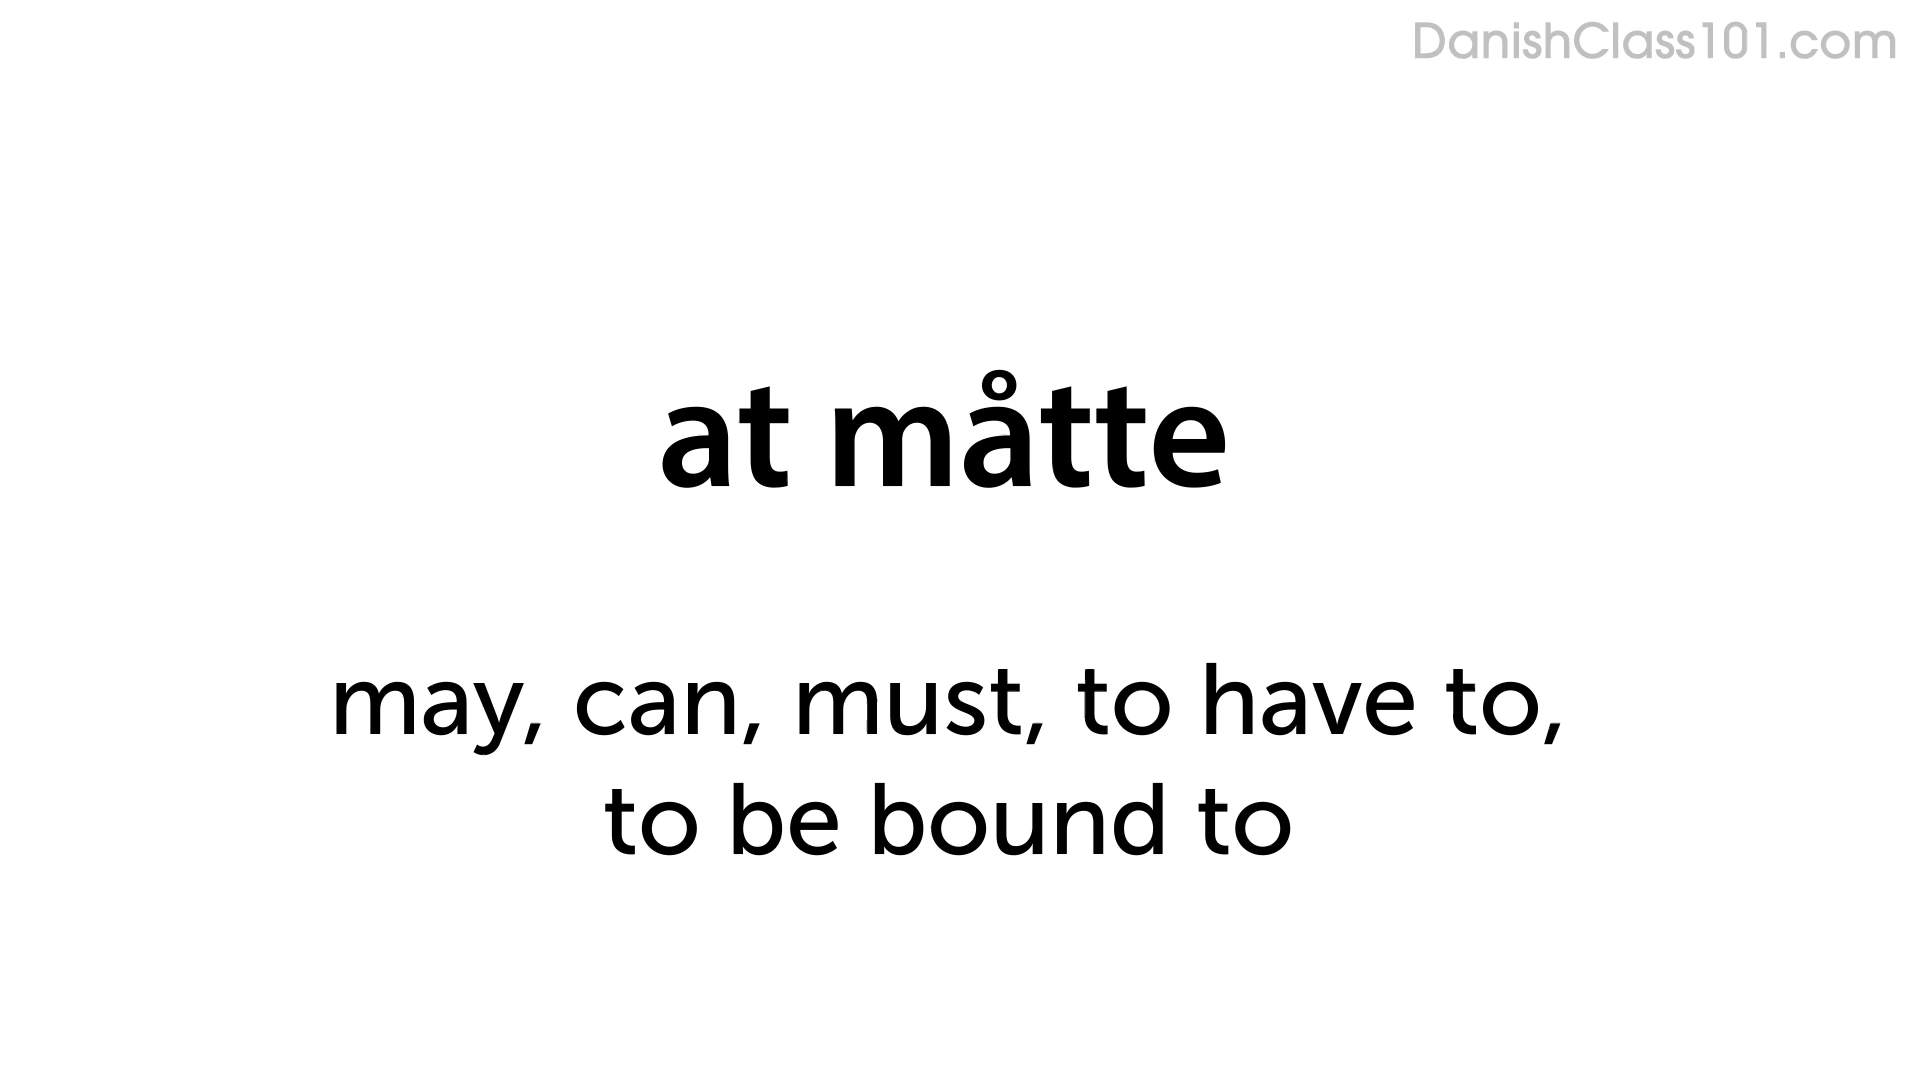 DanishClass101.com
at måtte
may, can, must, to have to,
to be bound to